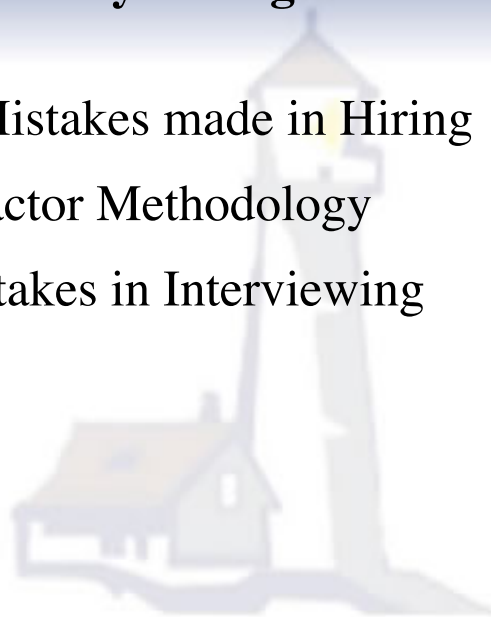 Mistakes made in Hiring
actor Methodology
takes in Interviewing